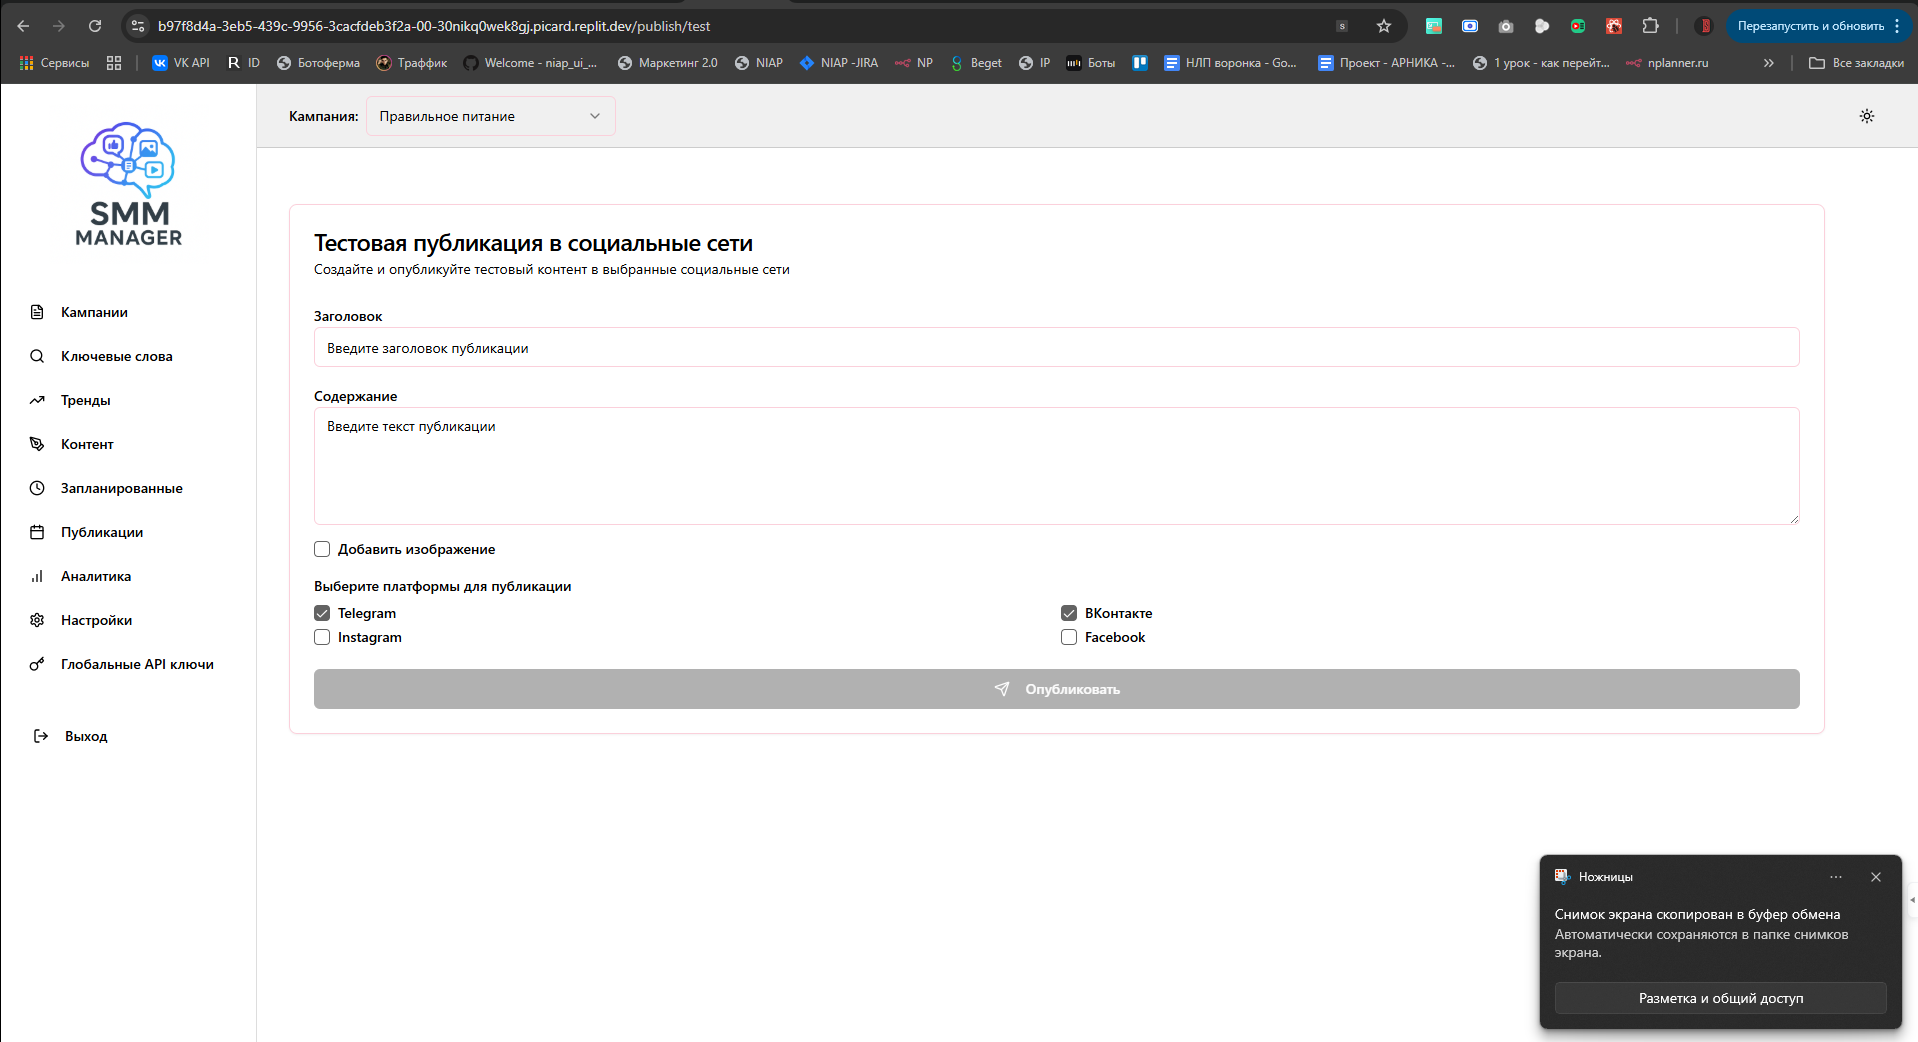 b97f8d4a-3eb5-439c-9956-3cacfdeb3f2a-00-30nikq0wek8gj.picard.replit.dev/publish/test
Перезапустить и обновить
Сервисы
VK API
ID
Ботоферма
Траффик
Welcome - niap_ui_...
Маркетинг 2.0
NIAP
NIAP -JIRA
NP
Beget
IP
Боты
НЛП воронка - Go...
Проект - АРНИКА -...
1 урок - как перейт...
nplanner.ru
Все закладки
SMM
MANAGER
Кампании
Ключевые слова
Тренды
Контент
Запланированные
Публикации
Аналитика
Настройки
Глобальные API ключи
Выход
Кампания:
Правильное питание
Тестовая публикация в социальные сети
Создайте и опубликуйте тестовый контент в выбранные социальные сети
Заголовок
Введите заголовок публикации
Содержание
Введите текст публикации
Добавить изображение
Выберите платформы для публикации
Telegram
ВКонтакте
Instagram
Facebook
Опубликовать
Ножницы
Снимок экрана скопирован в буфер обмена
Автоматически сохраняются в папке снимков
экрана.
Разметка и общий доступ